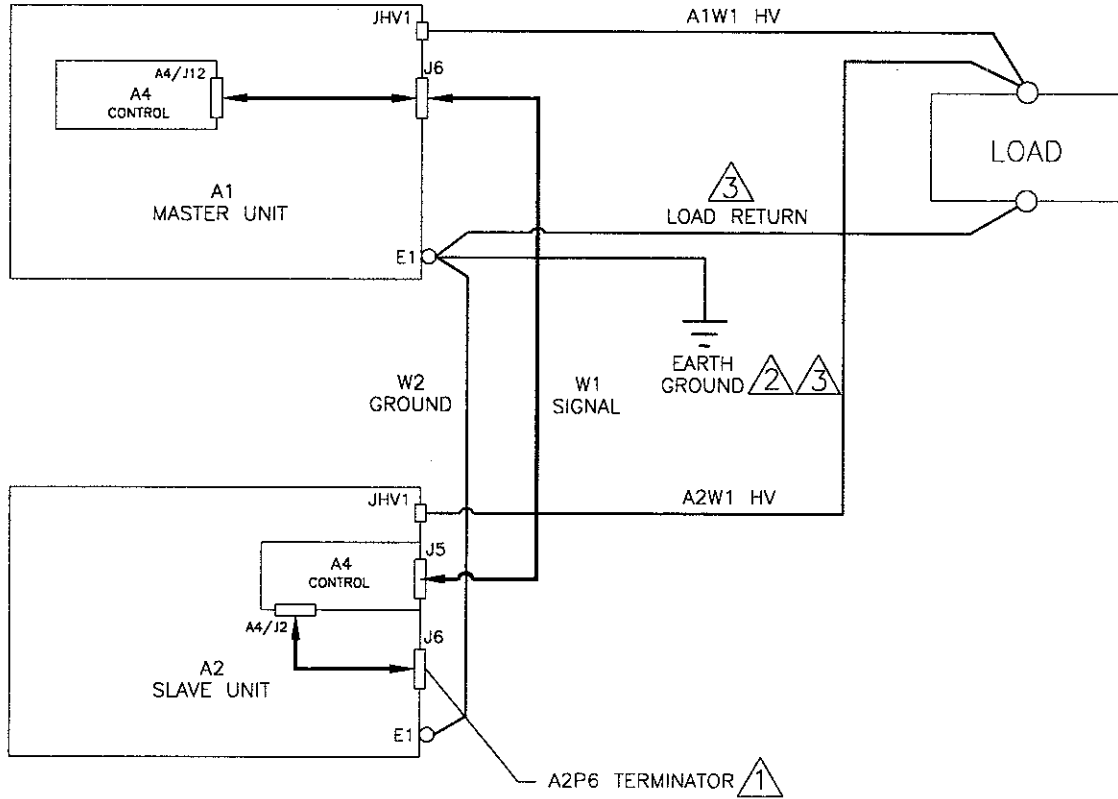 A1W1 HV
JHV1
J6
A4/J12
A4
CONTROL
A1
MASTER UNIT
E1
3
LOAD RETURN
LOAD
EARTH
GROUND 2 3
W2
GROUND
W1
SIGNAL
A2W1 HV
JHV1
J5
A4
CONTROL
A4/J2
J6
A2
SLAVE UNIT
E1
A2P6 TERMINATOR 1